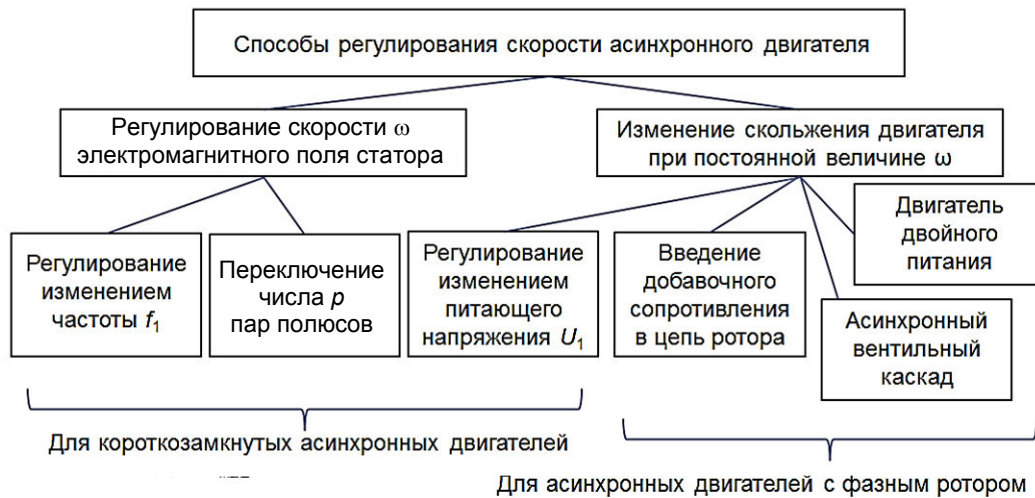 Способы регулирования скорости асинхронного двигателя
Регулирование скорости ω
электромагнитного поля статора
Изменение скольжения двигателя
при постоянной величине ω
Регулирование
изменением
частоты f₁
Переключение
числа p
пар полюсов
Регулирование
изменением
питающего
напряжения U₁
Введение
добавочного
сопротивления
в цепь ротора
Двигатель
двойного
питания
Асинхронный
вентильный
каскад
Для короткозамкнутых асинхронных двигателей
Для асинхронных двигателей с фазным ротором